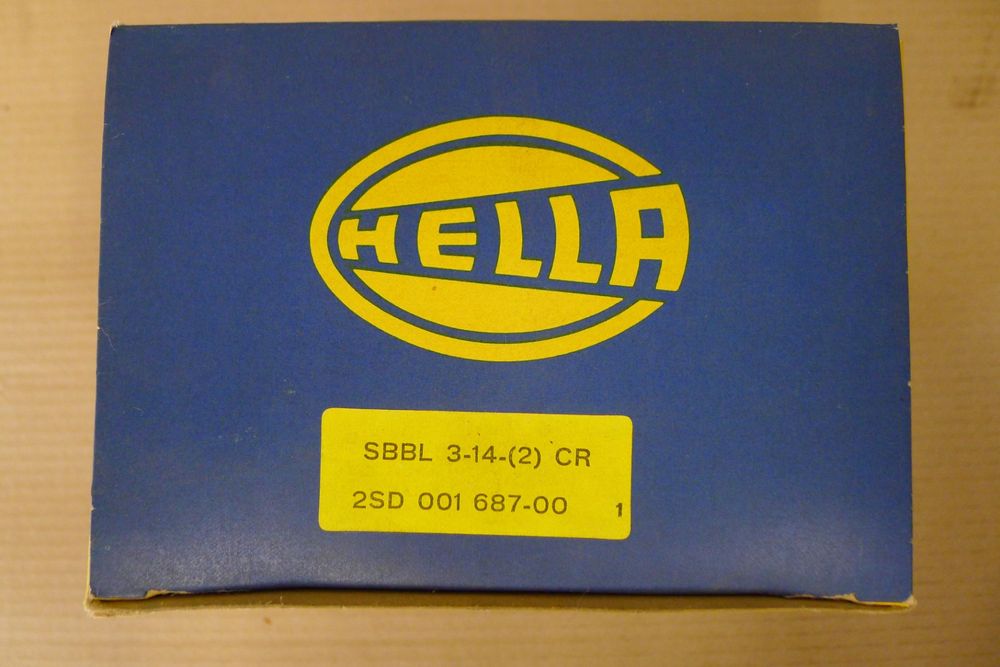 HELLA
SBBL 3-14-(2) CR
2SD 001 687-00 1